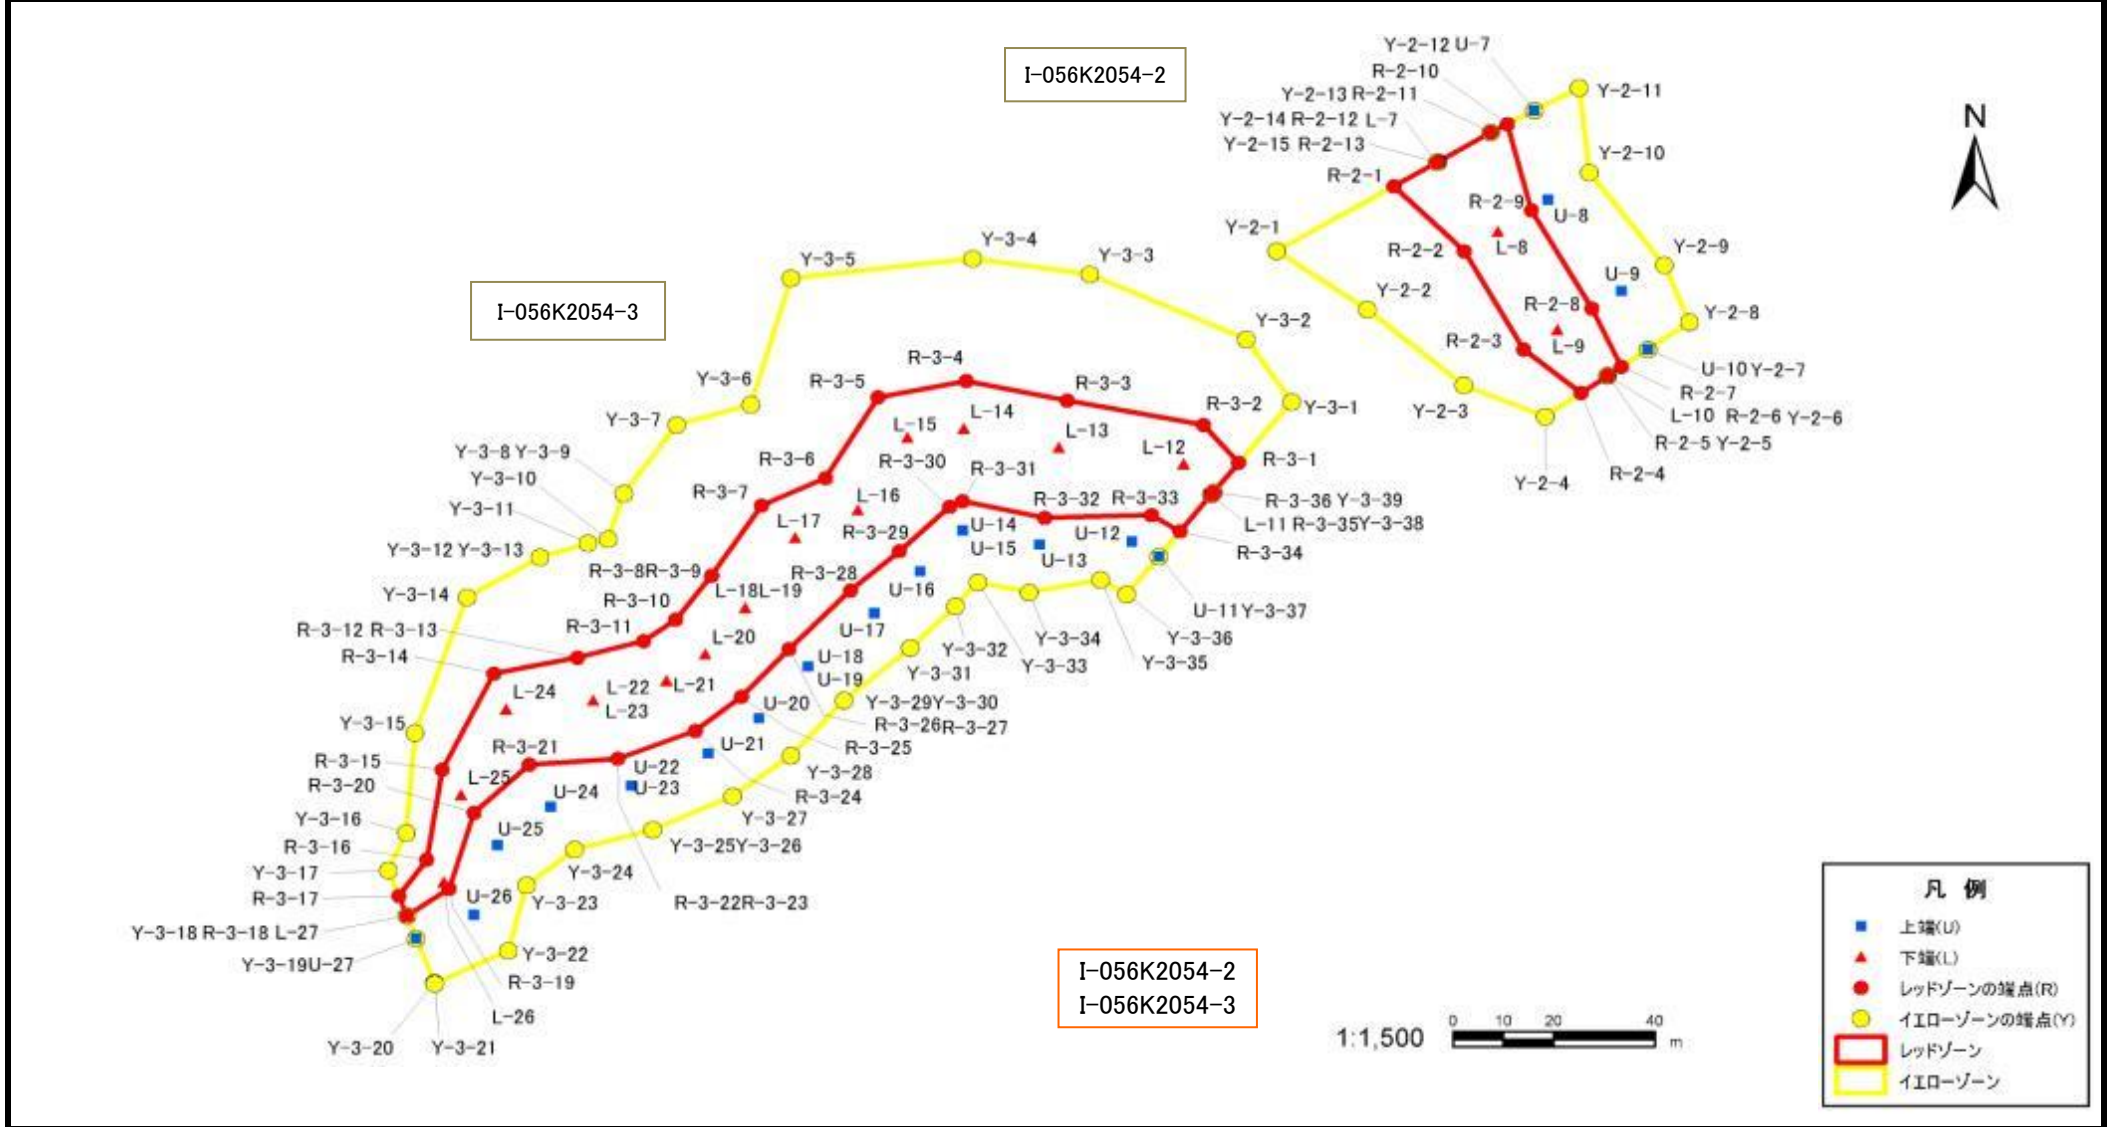 I-056K2054-2
Y-2-12 U-7
R-2-10
Y-2-13 R-2-11
Y-2-14 R-2-12 L-7
Y-2-15 R-2-13
R-2-1
Y-2-11
Y-2-10
N
R-2-9
U-8
Y-2-1
R-2-2
L-8
Y-2-9
U-9
Y-2-2
R-2-8
Y-2-8
R-2-3
L-9
U-10 Y-2-7
R-2-7
L-10 R-2-6 Y-2-6
R-2-5 Y-2-5
Y-2-3
R-2-4
Y-2-4
I-056K2054-3
Y-3-5
Y-3-4
Y-3-3
Y-3-2
Y-3-1
Y-3-6
Y-3-7
Y-3-8 Y-3-9
Y-3-10
Y-3-11
Y-3-12 Y-3-13
Y-3-14
R-3-4
R-3-5
R-3-3
R-3-2
R-3-1
L-15
L-14
L-13
L-12
R-3-6
R-3-30
R-3-31
R-3-7
L-16
R-3-32
R-3-33
R-3-36 Y-3-39
L-11 R-3-35Y-3-38
R-3-34
L-17
R-3-29
U-14
U-15
U-13
U-12
R-3-8R-3-9
R-3-28
U-16
L-18L-19
R-3-10
U-17
U-11Y-3-37
Y-3-36
Y-3-35
Y-3-34
Y-3-33
Y-3-32
Y-3-31
R-3-12 R-3-13
R-3-11
L-20
R-3-14
U-18
U-19
L-24
L-22
L-23
L-21
U-20
Y-3-29Y-3-30
R-3-26R-3-27
R-3-25
Y-3-15
R-3-15
R-3-21
U-21
Y-3-28
R-3-20
L-25
U-22
U-23
R-3-24
U-24
Y-3-27
Y-3-16
U-25
Y-3-25Y-3-26
R-3-16
Y-3-17
Y-3-24
R-3-17
U-26
Y-3-23
R-3-22R-3-23
Y-3-18 R-3-18 L-27
Y-3-19U-27
Y-3-22
R-3-19
L-26
Y-3-20
Y-3-21
I-056K2054-2
I-056K2054-3
1:1,500
0 10 20 40
m
凡 例
上端(U)
下端(L)
レッドゾーンの端点(R)
イエローゾーンの端点(Y)
レッドゾーン
イエローゾーン